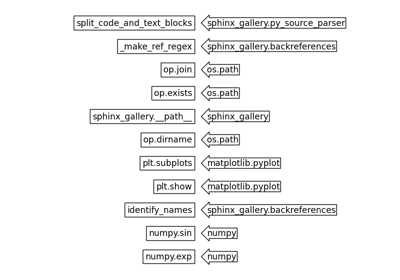 split_code_and_text_blocks sphinx_gallery.py_source_parser
_make_ref_regex sphinx_gallery.backreferences
op.join os.path
op.exists os.path
sphinx_gallery.__path__ sphinx_gallery
op.dirname os.path
plt.subplots matplotlib.pyplot
plt.show matplotlib.pyplot
identify_names sphinx_gallery.backreferences
numpy.sin numpy
numpy.exp numpy